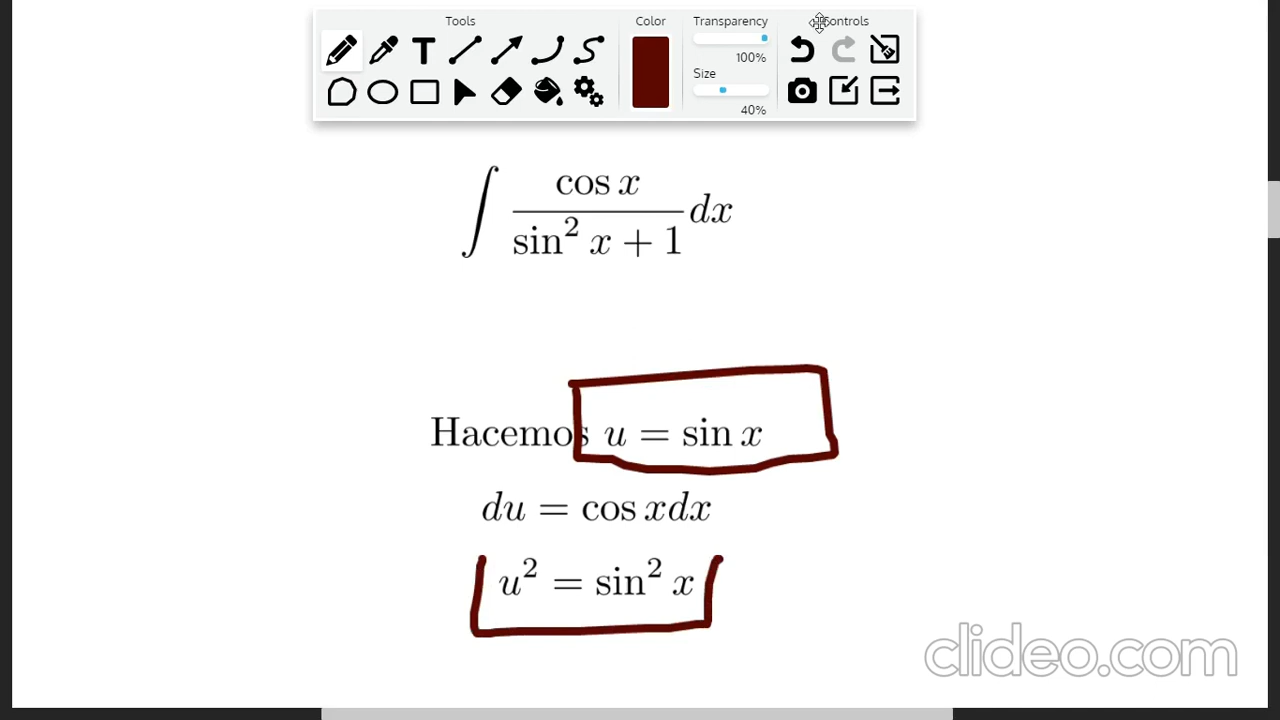 Tools Color Transparency Controls
100%
Size
40%
∫ cos x / (sin² x + 1) dx
Hacemos u = sin x
du = cos xdx
u² = sin² x
clideo.com